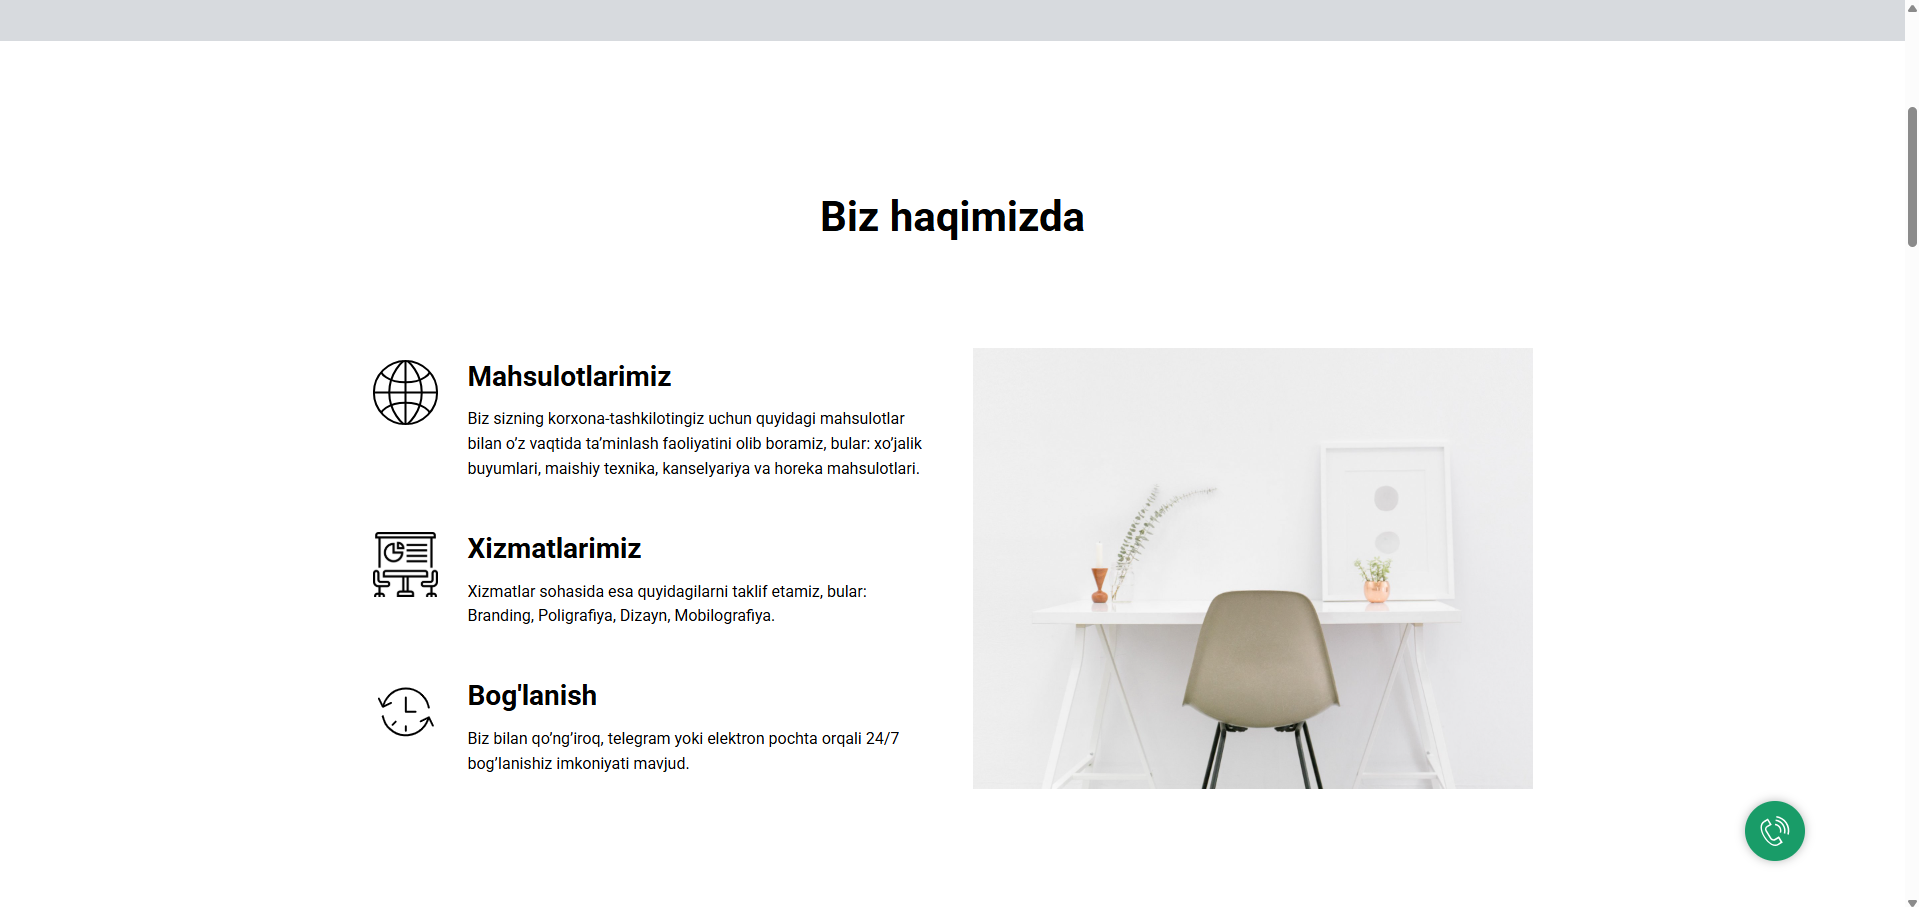 Biz haqimizda
Mahsulotlarimiz
Biz sizning korxona-tashkilotingiz uchun quyidagi mahsulotlar
bilan o’z vaqtida ta’minlash faoliyatini olib boramiz, bular: xo’jalik
buyumlari, maishiy texnika, kanselyariya va horeka mahsulotlari.
Xizmatlarimiz
Xizmatlar sohasida esa quyidagilarni taklif etamiz, bular:
Branding, Poligrafiya, Dizayn, Mobilografiya.
Bog'lanish
Biz bilan qo’ng’iroq, telegram yoki elektron pochta orqali 24/7
bog’lanishiz imkoniyati mavjud.